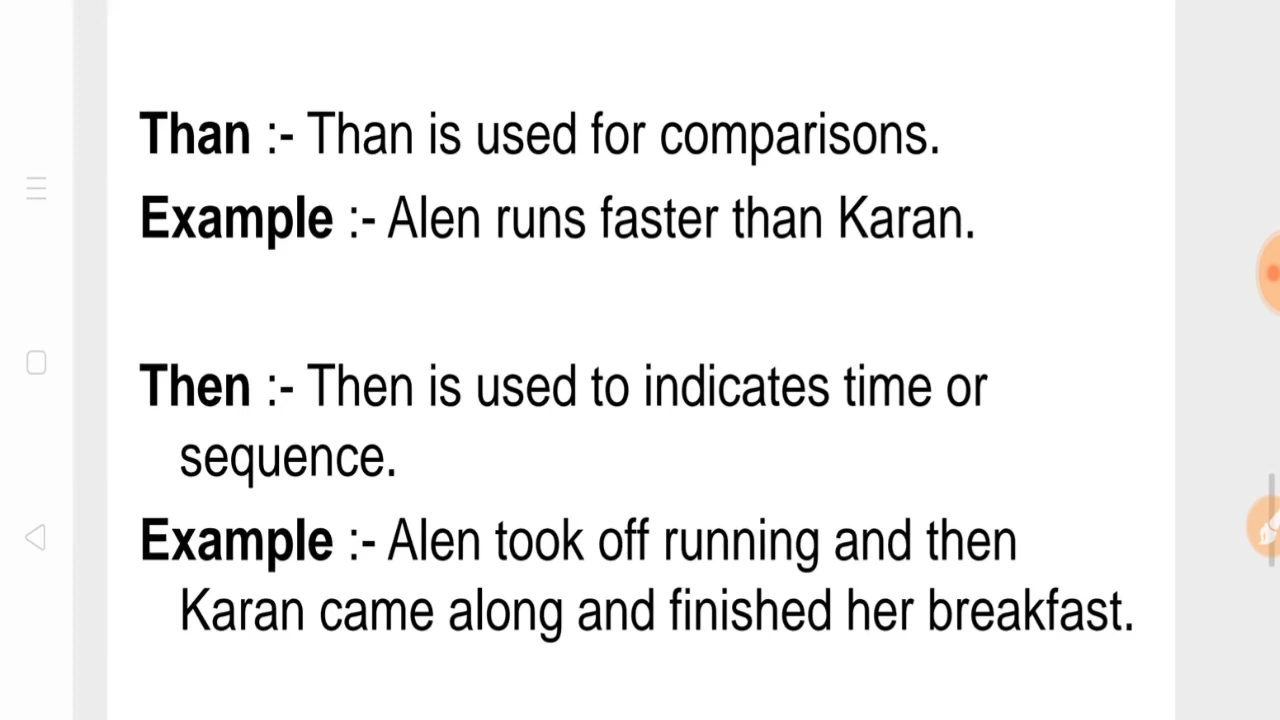 Than :- Than is used for comparisons.
Example :- Alen runs faster than Karan.
Then :- Then is used to indicates time or
sequence.
Example :- Alen took off running and then
Karan came along and finished her breakfast.